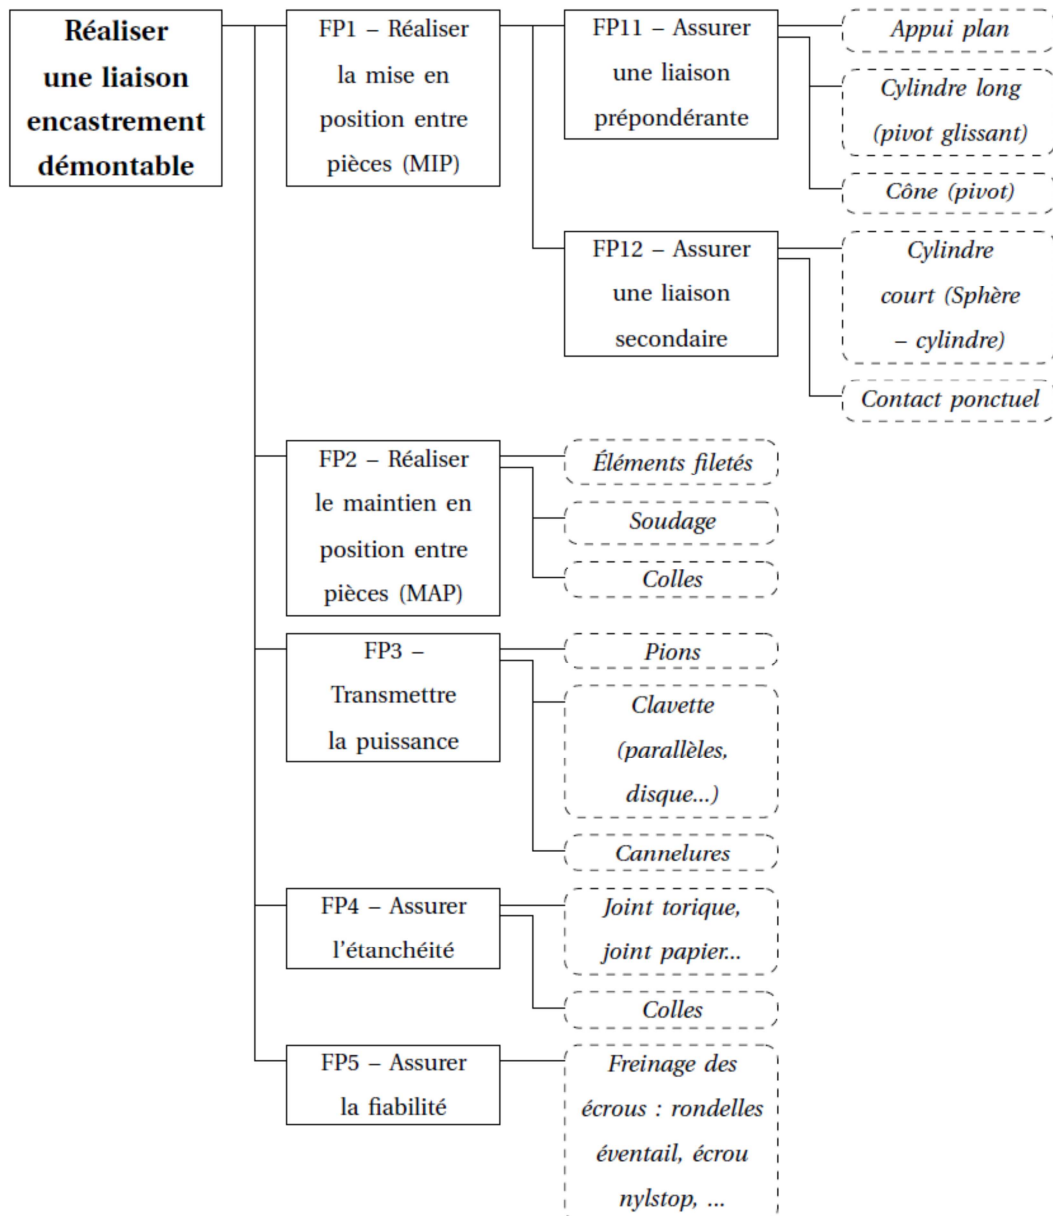 Réaliser
une liaison
encastrement
démontable
FP1 – Réaliser
la mise en
position entre
pièces (MIP)
FP11 – Assurer
une liaison
prépondérante
Appui plan
Cylindre long
(pivot glissant)
Cône (pivot)
FP12 – Assurer
une liaison
secondaire
Cylindre
court (Sphère
– cylindre)
Contact ponctuel
FP2 – Réaliser
le maintien en
position entre
pièces (MAP)
Éléments filetés
Soudage
Colles
FP3 –
Transmettre
la puissance
Pions
Clavette
(parallèles,
disque...)
Cannelures
FP4 – Assurer
l'étanchéité
Joint torique,
joint papier...
Colles
FP5 – Assurer
la fiabilité
Freinage des
écrous : rondelles
éventail, écrou
nylstop, ...